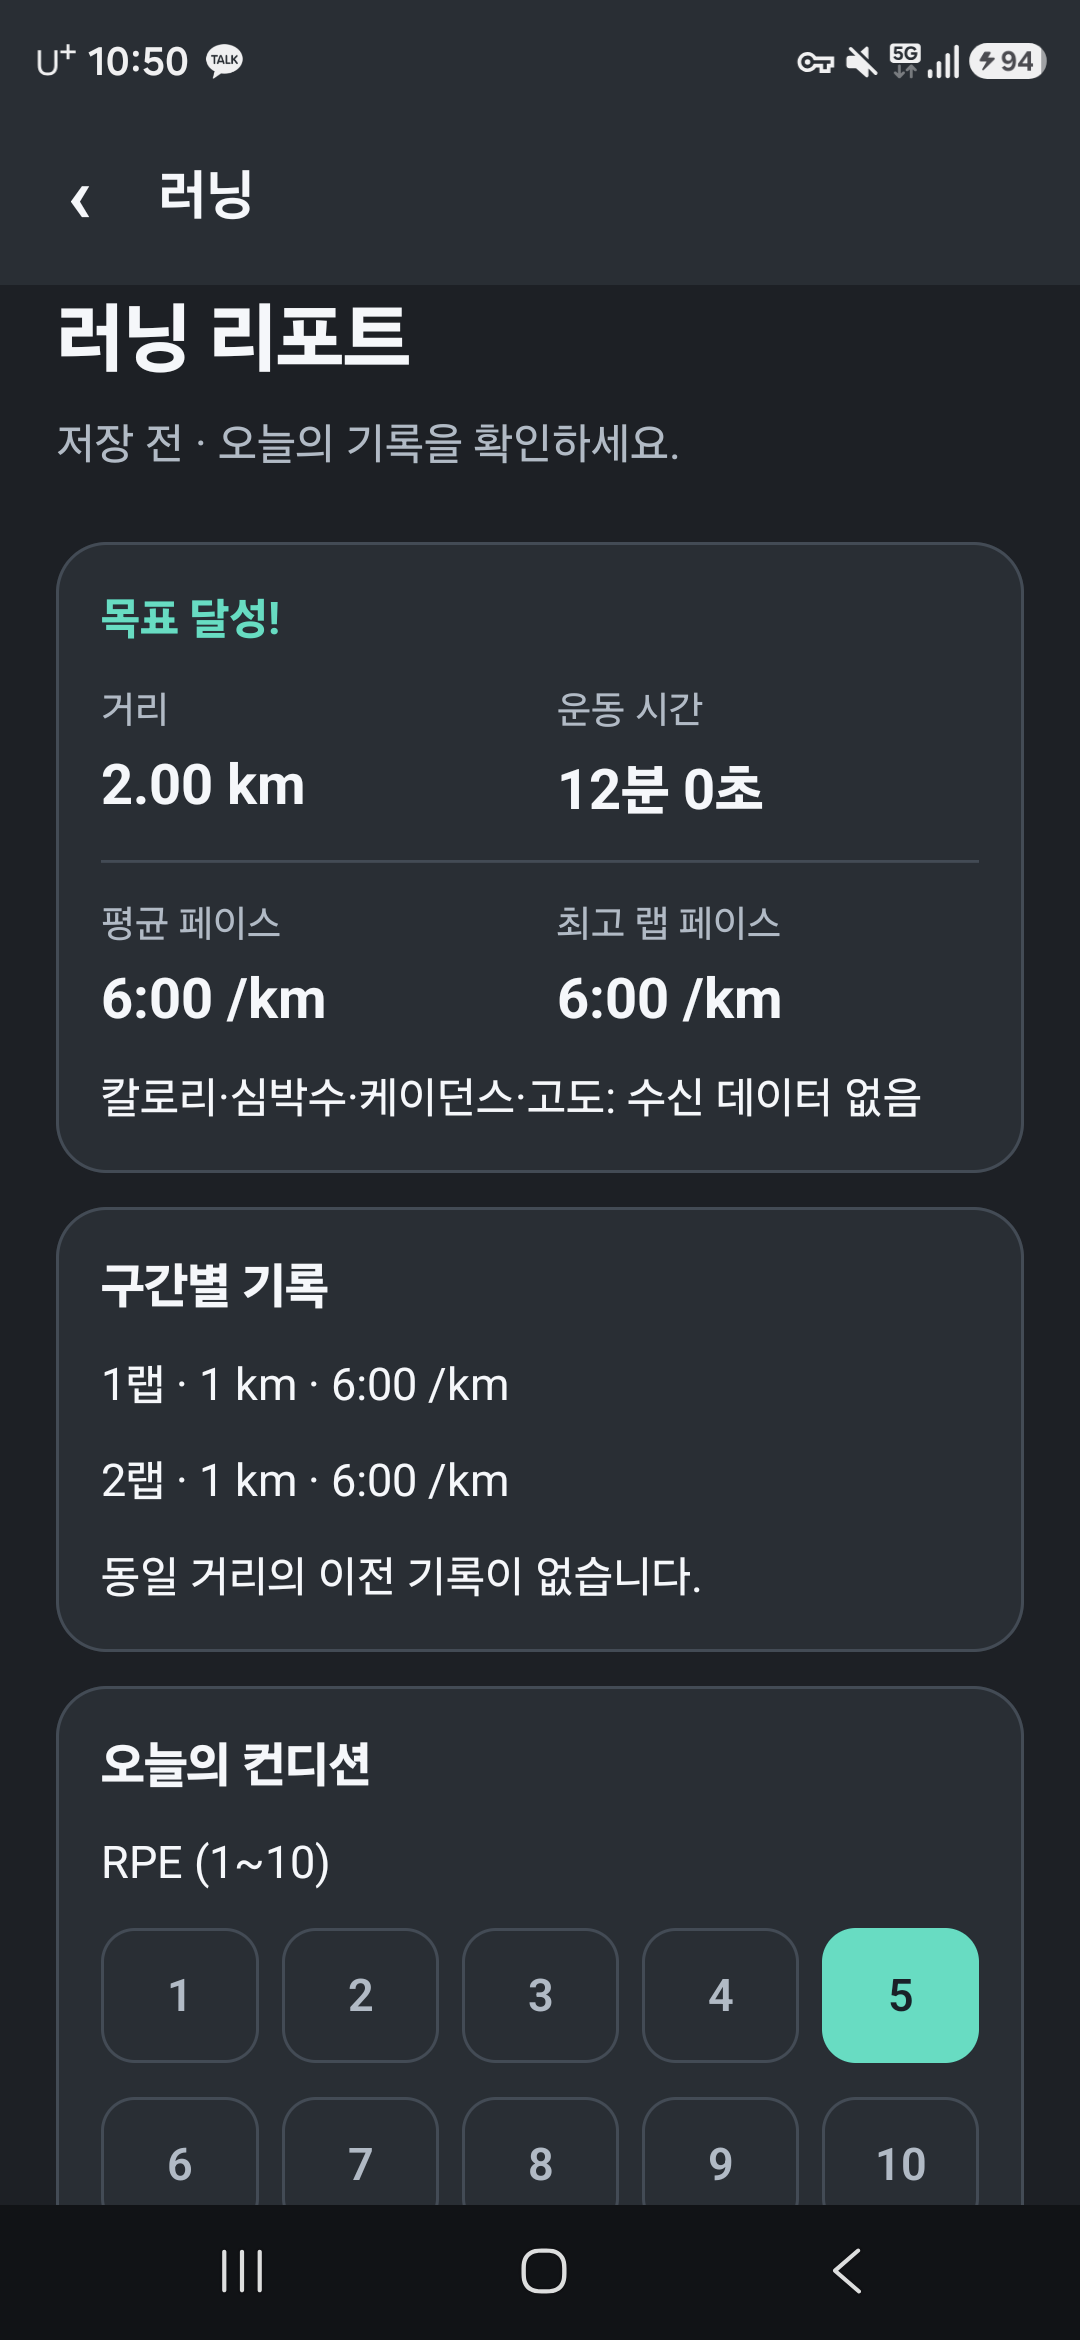 U+ 10:50 TALK 5G 94
‹ 러닝
러닝 리포트
저장 전 · 오늘의 기록을 확인하세요.
목표 달성!
거리 운동 시간
2.00 km 12분 0초
평균 페이스 최고 랩 페이스
6:00 /km 6:00 /km
칼로리·심박수·케이던스·고도: 수신 데이터 없음
구간별 기록
1랩 · 1 km · 6:00 /km
2랩 · 1 km · 6:00 /km
동일 거리의 이전 기록이 없습니다.
오늘의 컨디션
RPE (1~10)
1 2 3 4 5
6 7 8 9 10